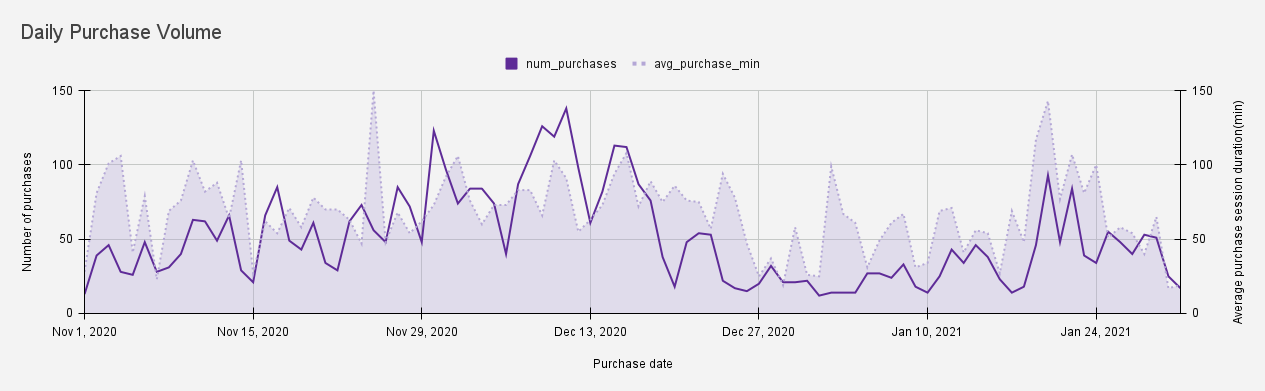 Daily Purchase Volume
num_purchases avg_purchase_min
150 150
100 100
50 50
0 0
Number of purchases
Average purchase session duration(min)
Nov 1, 2020 Nov 15, 2020 Nov 29, 2020 Dec 13, 2020 Dec 27, 2020 Jan 10, 2021 Jan 24, 2021
Purchase date